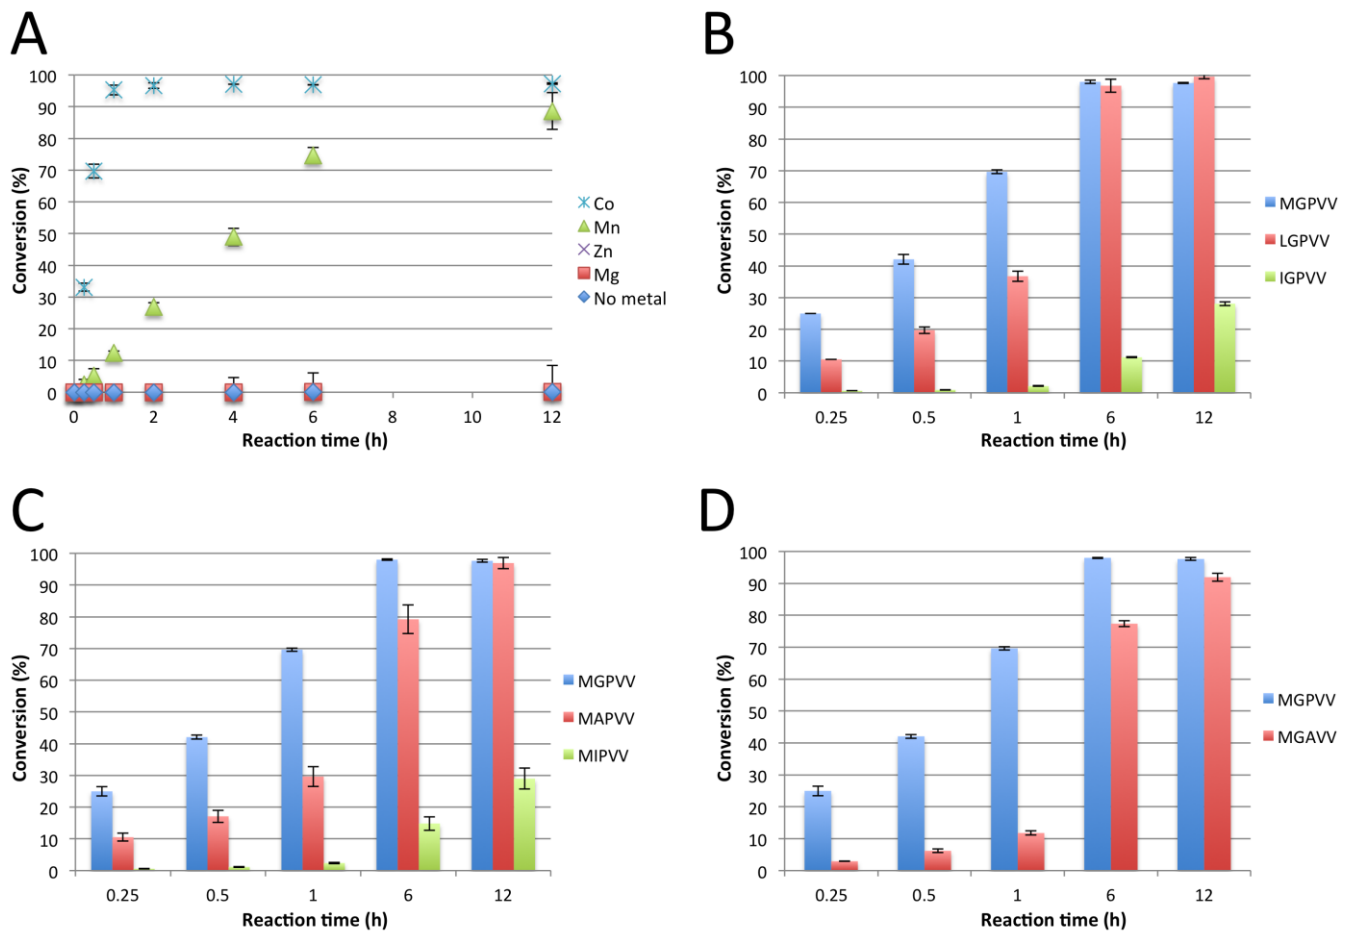 A
100
90
80
70
60
50
40
30
20
10
0
Conversion (%)
0 2 4 6 8 10 12
Reaction time (h)
Co
Mn
Zn
Mg
No metal
B
100
90
80
70
60
50
40
30
20
10
0
Conversion (%)
0.25 0.5 1 6 12
Reaction time (h)
MGPVV
LGPVV
IGPVV
C
100
90
80
70
60
50
40
30
20
10
0
Conversion (%)
0.25 0.5 1 6 12
Reaction time (h)
MGPVV
MAPVV
MIPVV
D
100
90
80
70
60
50
40
30
20
10
0
Conversion (%)
0.25 0.5 1 6 12
Reaction time (h)
MGPVV
MGAVV